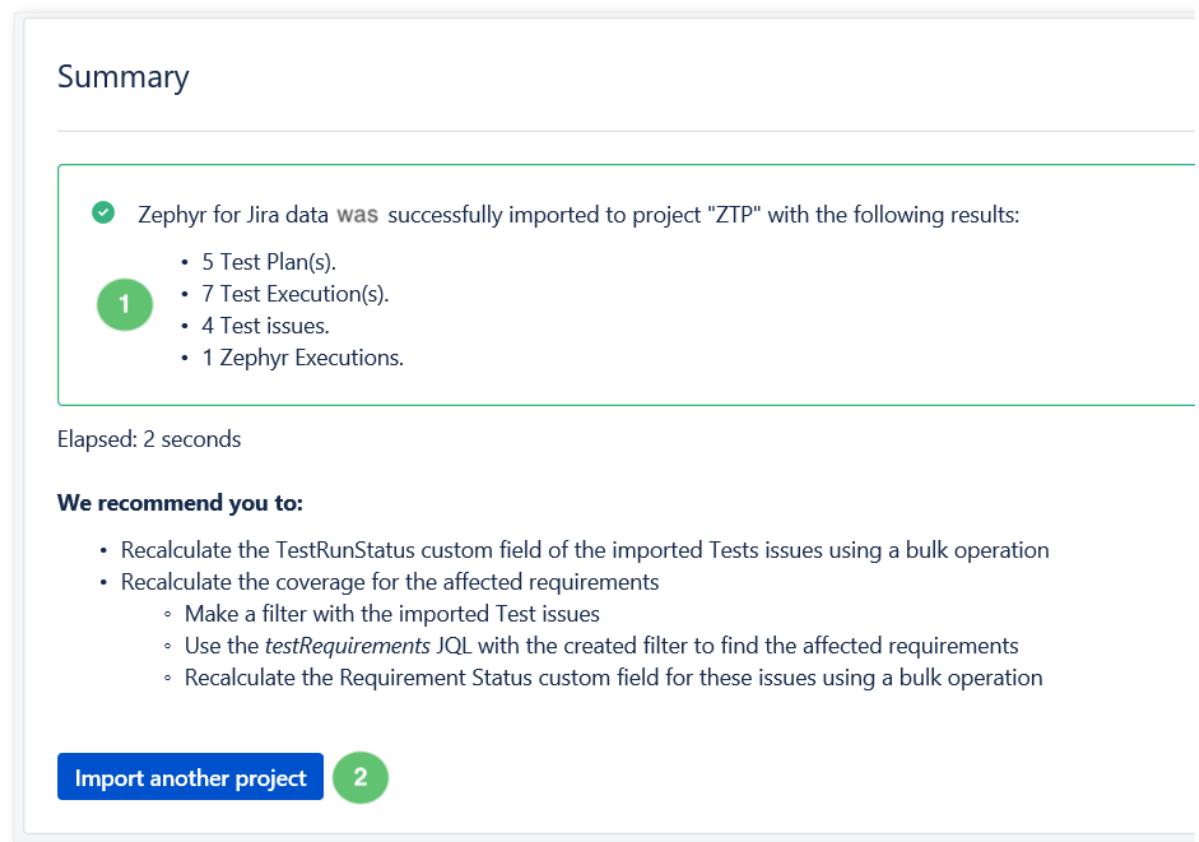 Summary
Zephyr for Jira data was successfully imported to project "ZTP" with the following results:
• 5 Test Plan(s).
• 7 Test Execution(s).
1
• 4 Test issues.
• 1 Zephyr Executions.
Elapsed: 2 seconds
We recommend you to:
• Recalculate the TestRunStatus custom field of the imported Tests issues using a bulk operation
• Recalculate the coverage for the affected requirements
◦ Make a filter with the imported Test issues
◦ Use the testRequirements JQL with the created filter to find the affected requirements
◦ Recalculate the Requirement Status custom field for these issues using a bulk operation
Import another project 2